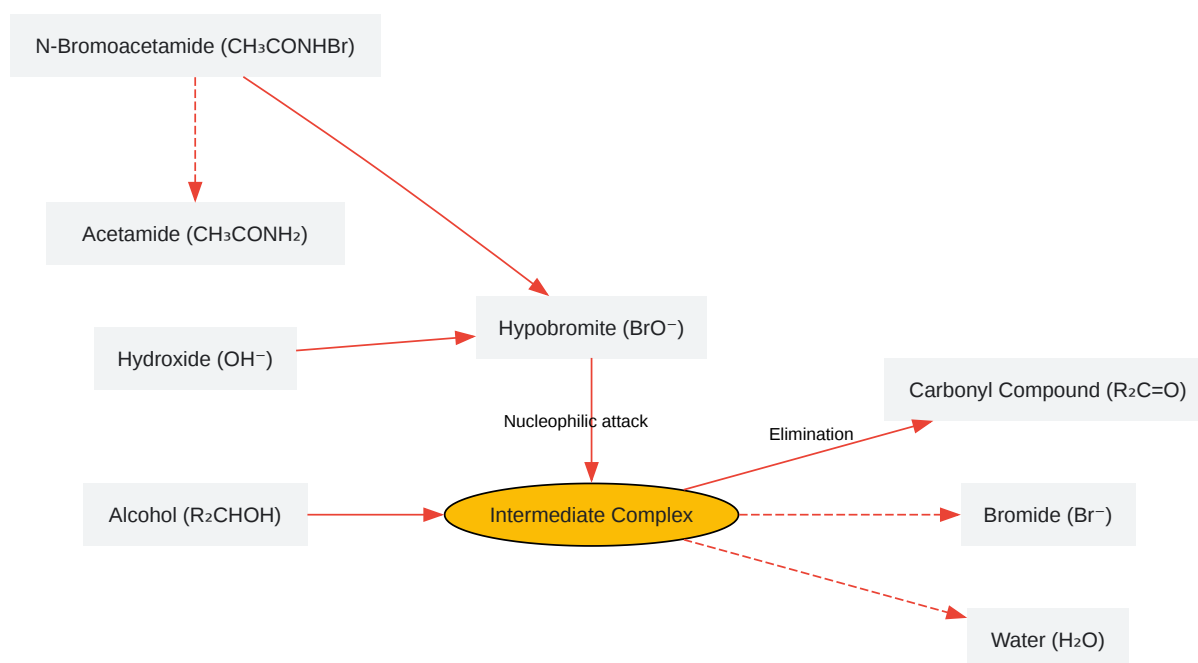 N-Bromoacetamide (CH₃CONHBr)
Acetamide (CH₃CONH₂)
Hypobromite (BrO⁻)
Hydroxide (OH⁻)
Carbonyl Compound (R₂C=O)
Nucleophilic attack
Elimination
Alcohol (R₂CHOH)
Intermediate Complex
Bromide (Br⁻)
Water (H₂O)